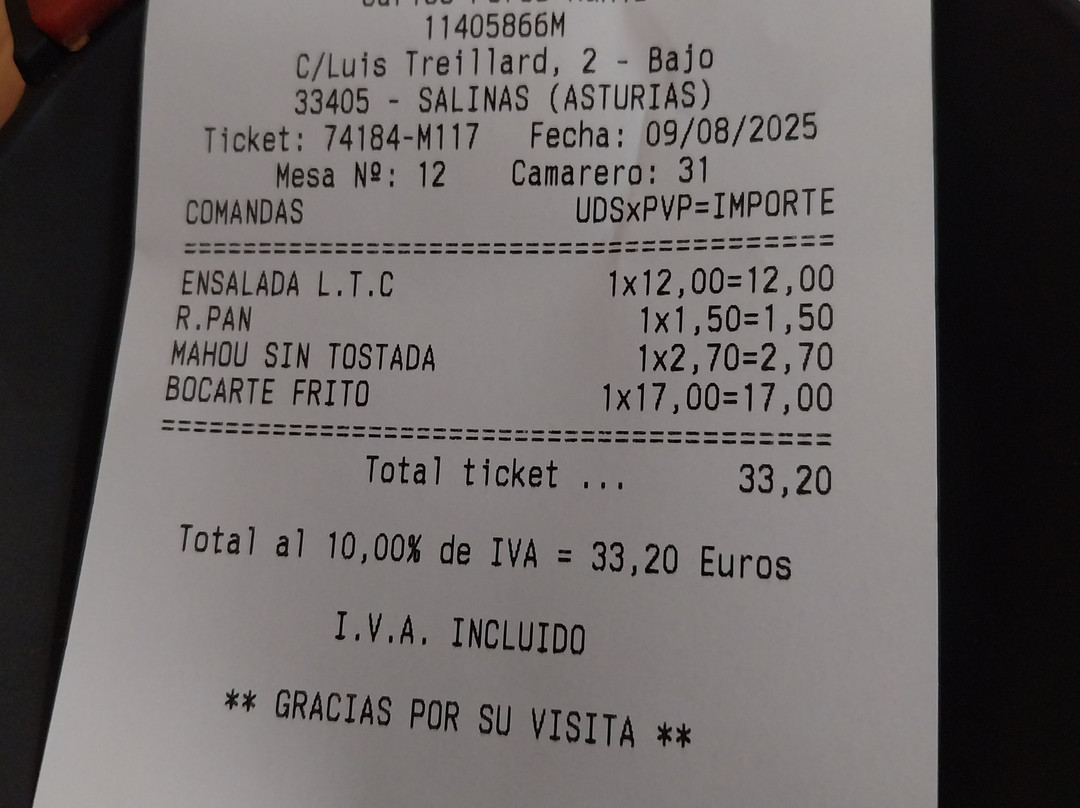 11405866M
C/Luis Treillard, 2 - Bajo
33405 - SALINAS (ASTURIAS)
Ticket: 74184-M117 Fecha: 09/08/2025
Mesa Nº: 12 Camarero: 31
COMANDAS UDSxPVP=IMPORTE
ENSALADA L.T.C 1x12,00=12,00
R.PAN 1x1,50=1,50
MAHOU SIN TOSTADA 1x2,70=2,70
BOCARTE FRITO 1x17,00=17,00
Total ticket ... 33,20
Total al 10,00% de IVA = 33,20 Euros
I.V.A. INCLUIDO
** GRACIAS POR SU VISITA **